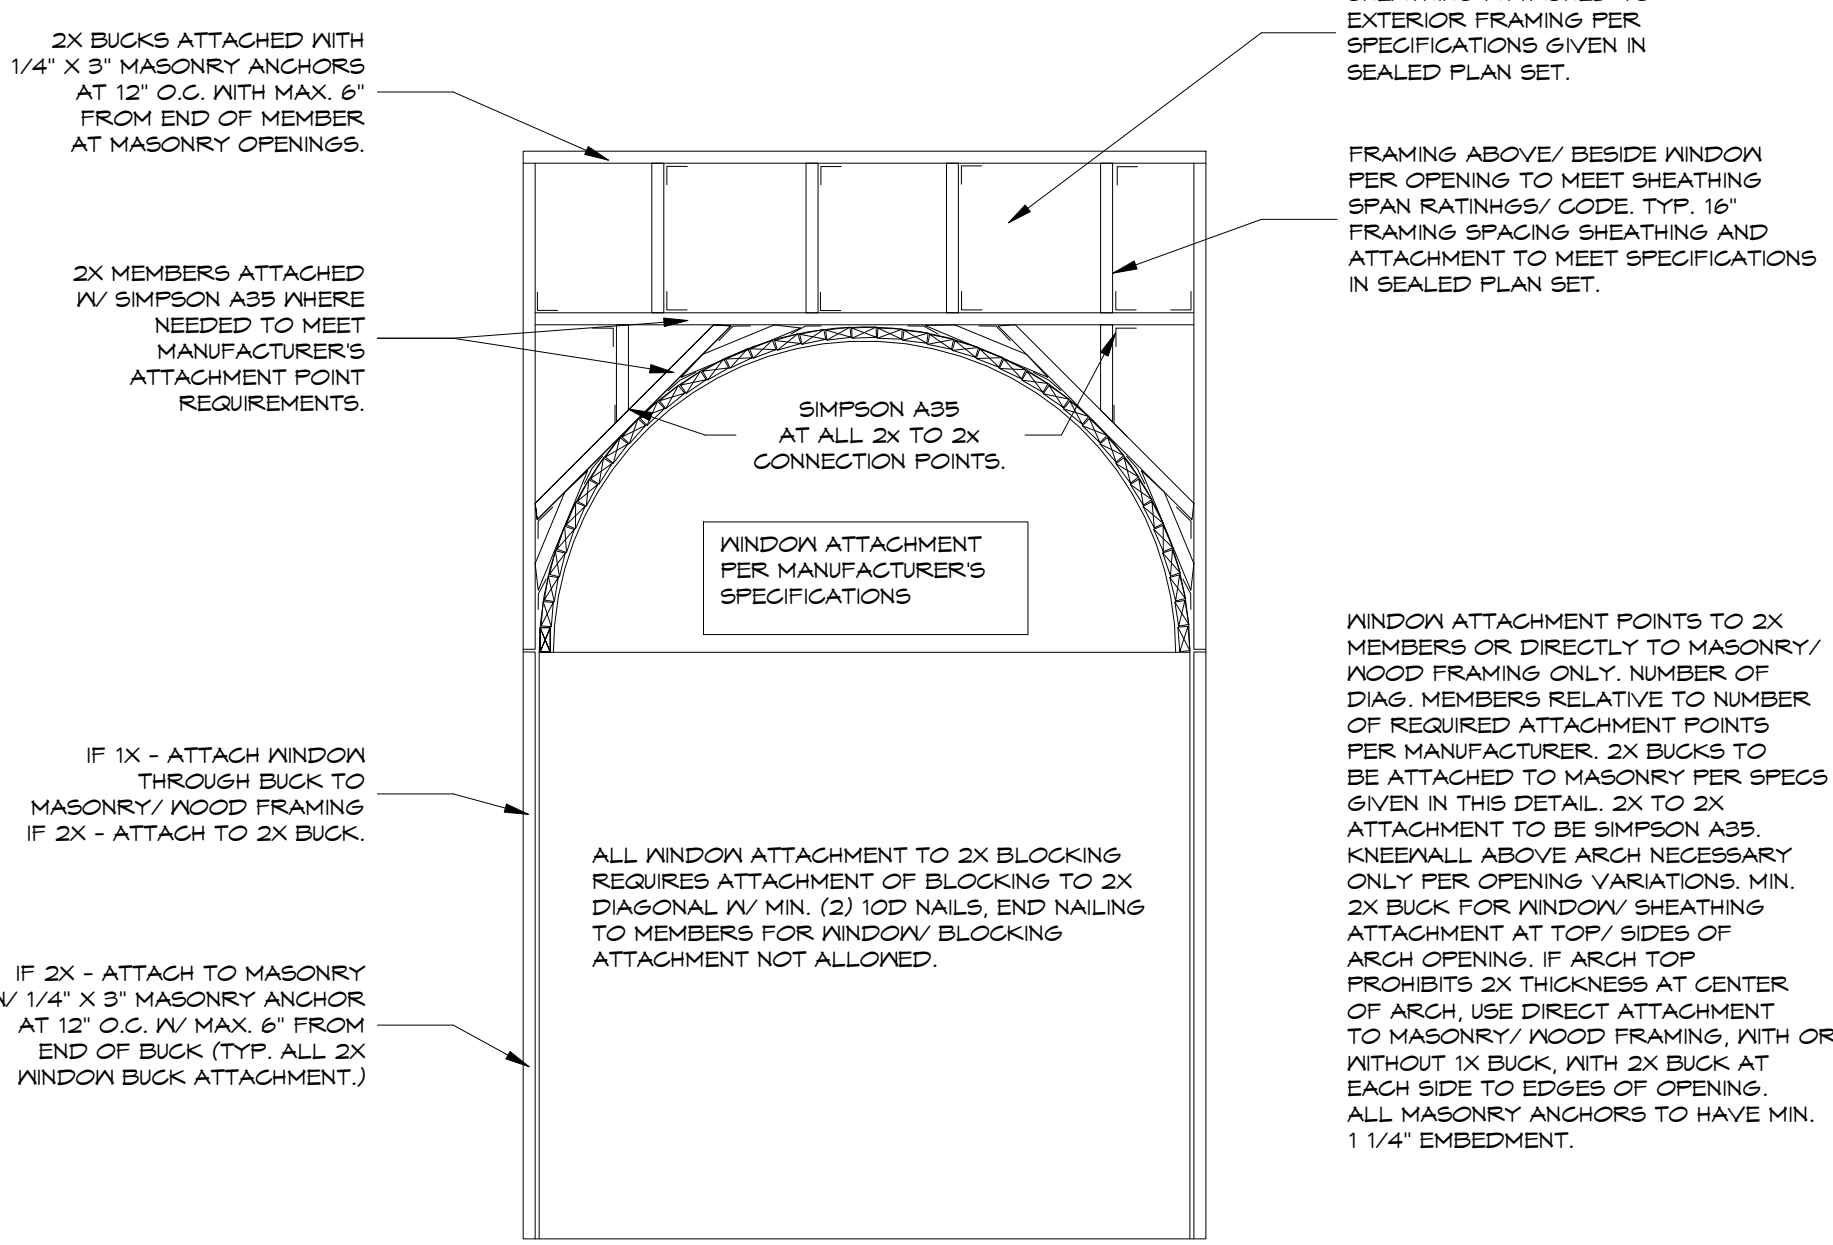 2X BUCKS ATTACHED WITH
1/4" X 3" MASONRY ANCHORS
AT 12" O.C. WITH MAX. 6"
FROM END OF MEMBER
AT MASONRY OPENINGS.
2X MEMBERS ATTACHED
W/ SIMPSON A35 WHERE
NEEDED TO MEET
MANUFACTURER'S
ATTACHMENT POINT
REQUIREMENTS.
IF 1X - ATTACH WINDOW
THROUGH BUCK TO
MASONRY/ WOOD FRAMING
IF 2X - ATTACH TO 2X BUCK.
IF 2X - ATTACH TO MASONRY
W/ 1/4" X 3" MASONRY ANCHOR
AT 12" O.C. W/ MAX. 6" FROM
END OF BUCK (TYP. ALL 2X
WINDOW BUCK ATTACHMENT.)
SIMPSON A35
AT ALL 2x TO 2x
CONNECTION POINTS.
WINDOW ATTACHMENT
PER MANUFACTURER'S
SPECIFICATIONS
ALL WINDOW ATTACHMENT TO 2X BLOCKING
REQUIRES ATTACHMENT OF BLOCKING TO 2X
DIAGONAL W/ MIN. (2) 10D NAILS, END NAILING
TO MEMBERS FOR WINDOW/ BLOCKING
ATTACHMENT NOT ALLOWED.
EXTERIOR FRAMING PER
SPECIFICATIONS GIVEN IN
SEALED PLAN SET.
FRAMING ABOVE/ BESIDE WINDOW
PER OPENING TO MEET SHEATHING
SPAN RATINHGS/ CODE. TYP. 16"
FRAMING SPACING SHEATHING AND
ATTACHMENT TO MEET SPECIFICATIONS
IN SEALED PLAN SET.
WINDOW ATTACHMENT POINTS TO 2X
MEMBERS OR DIRECTLY TO MASONRY/
WOOD FRAMING ONLY. NUMBER OF
DIAG. MEMBERS RELATIVE TO NUMBER
OF REQUIRED ATTACHMENT POINTS
PER MANUFACTURER. 2X BUCKS TO
BE ATTACHED TO MASONRY PER SPECS
GIVEN IN THIS DETAIL. 2X TO 2X
ATTACHMENT TO BE SIMPSON A35.
KNEEWALL ABOVE ARCH NECESSARY
ONLY PER OPENING VARIATIONS. MIN.
2X BUCK FOR WINDOW/ SHEATHING
ATTACHMENT AT TOP/ SIDES OF
ARCH OPENING. IF ARCH TOP
PROHIBITS 2X THICKNESS AT CENTER
OF ARCH, USE DIRECT ATTACHMENT
TO MASONRY/ WOOD FRAMING, WITH OR
WITHOUT 1X BUCK, WITH 2X BUCK AT
EACH SIDE TO EDGES OF OPENING.
ALL MASONRY ANCHORS TO HAVE MIN.
1 1/4" EMBEDMENT.